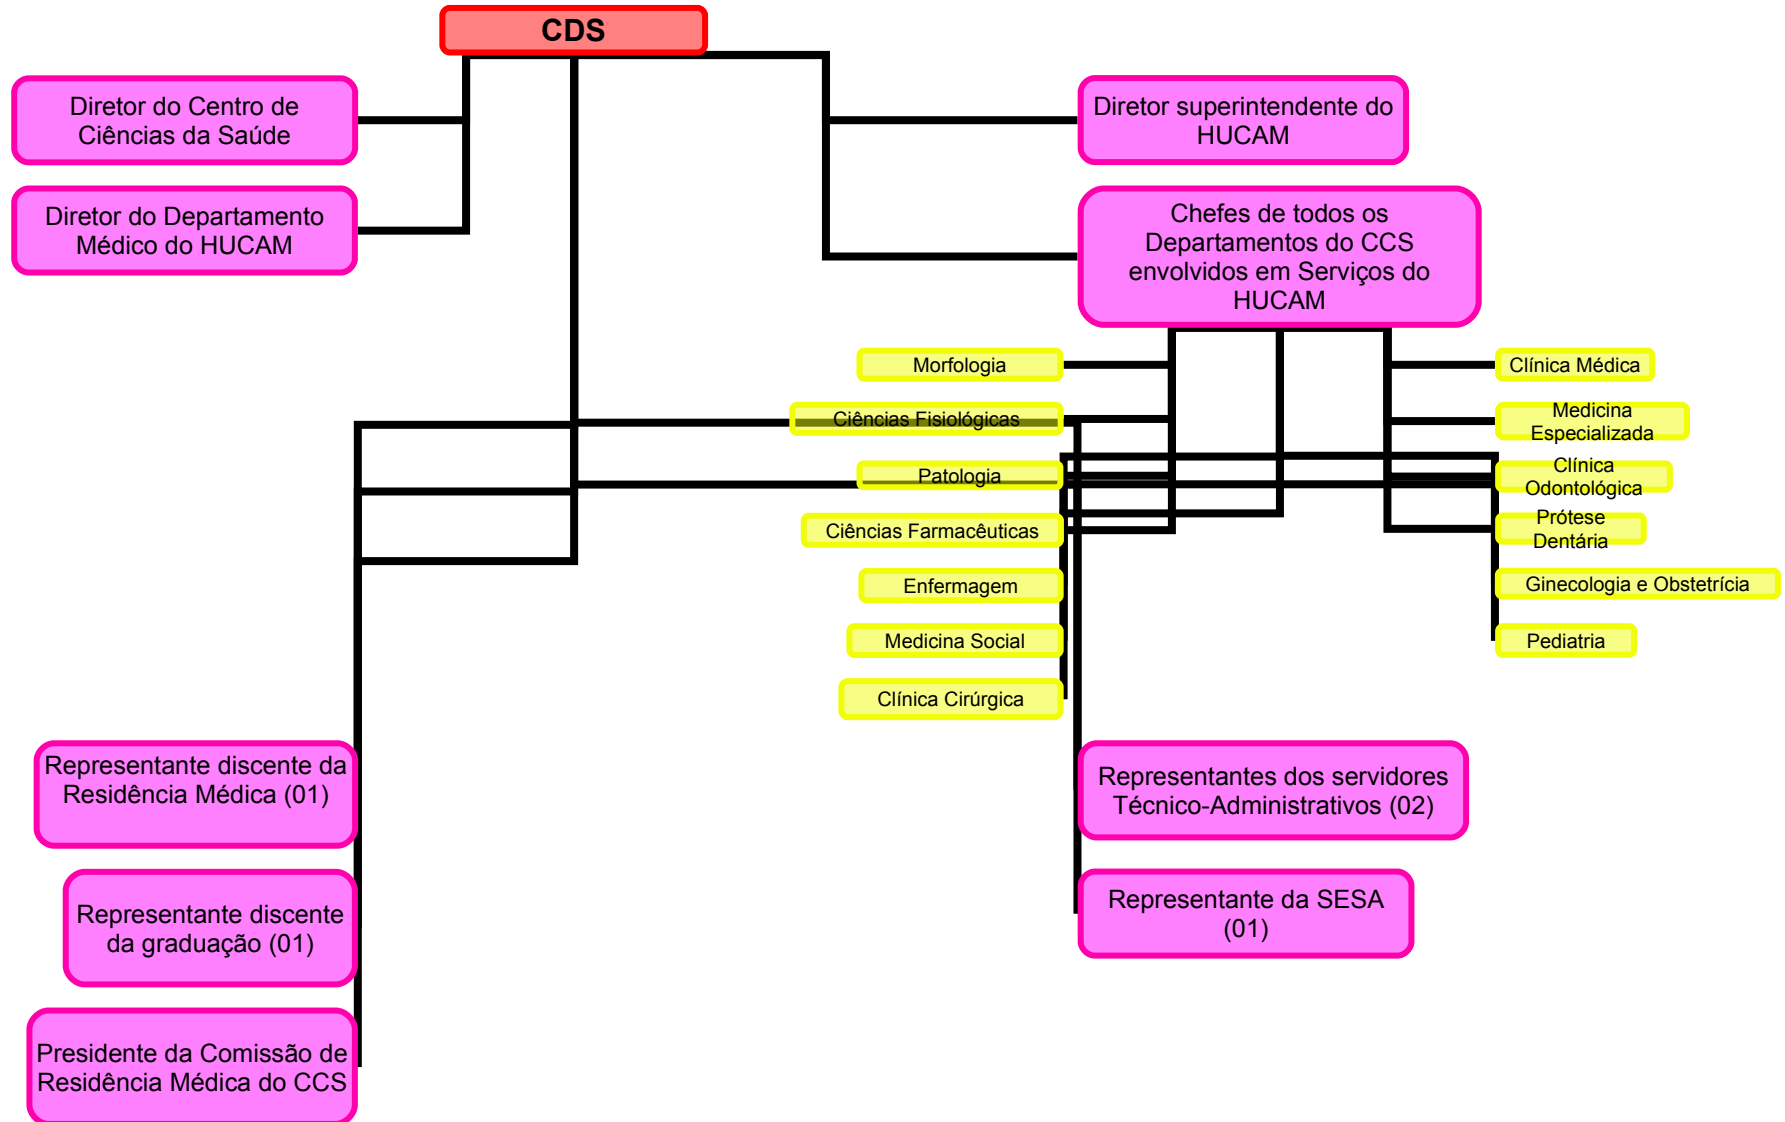 CDS
Diretor do Centro de
Ciências da Saúde
Diretor superintendente do
HUCAM
Diretor do Departamento
Médico do HUCAM
Chefes de todos os
Departamentos do CCS
envolvidos em Serviços do
HUCAM
Morfologia
Clínica Médica
Ciências Fisiológicas
Medicina
Especializada
Patologia
Clínica
Odontológica
Ciências Farmacêuticas
Prótese
Dentária
Enfermagem
Ginecologia e Obstetrícia
Medicina Social
Pediatria
Clínica Cirúrgica
Representante discente da
Residência Médica (01)
Representantes dos servidores
Técnico-Administrativos (02)
Representante discente
da graduação (01)
Representante da SESA
(01)
Presidente da Comissão de
Residência Médica do CCS